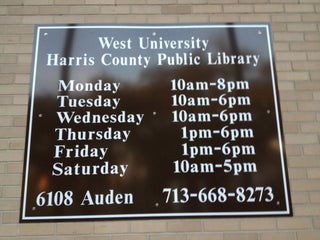 West University
Harris County Public Library
Monday 10am-8pm
Tuesday 10am-6pm
Wednesday 10am-6pm
Thursday 1pm-6pm
Friday 1pm-6pm
Saturday 10am-5pm
6108 Auden 713-668-8273